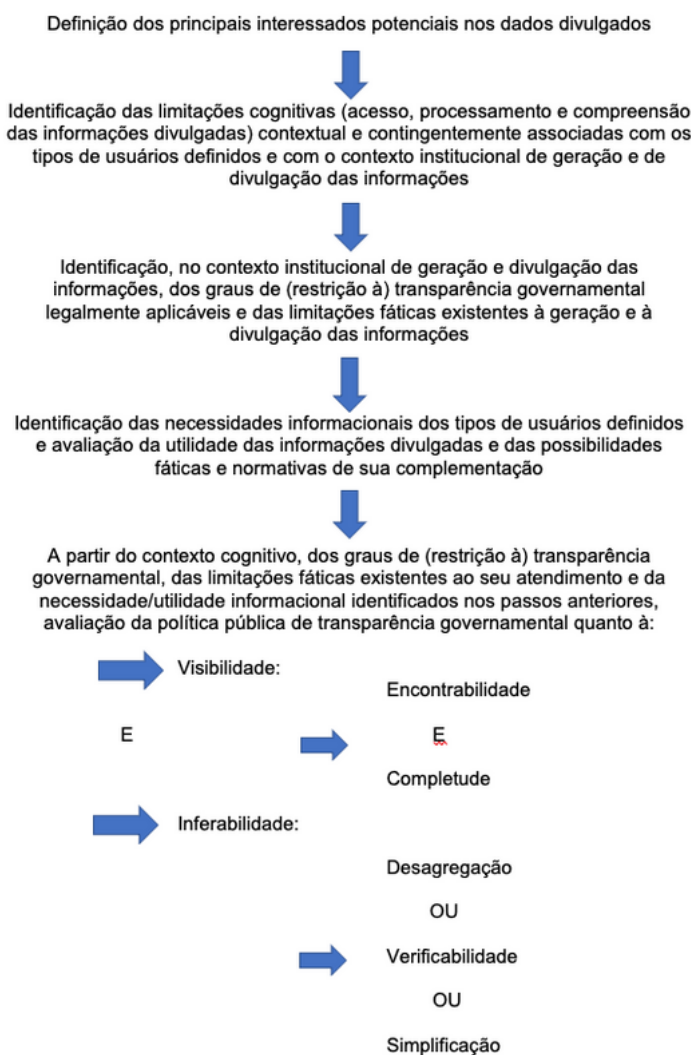 Definição dos principais interessados potenciais nos dados divulgados
Identificação das limitações cognitivas (acesso, processamento e compreensão
das informações divulgadas) contextual e contingentemente associadas com os
tipos de usuários definidos e com o contexto institucional de geração e de
divulgação das informações
Identificação, no contexto institucional de geração e divulgação das
informações, dos graus de (restrição à) transparência governamental
legalmente aplicáveis e das limitações fáticas existentes à geração e à
divulgação das informações
Identificação das necessidades informacionais dos tipos de usuários definidos
e avaliação da utilidade das informações divulgadas e das possibilidades
fáticas e normativas de sua complementação
A partir do contexto cognitivo, dos graus de (restrição à) transparência
governamental, das limitações fáticas existentes ao seu atendimento e da
necessidade/utilidade informacional identificados nos passos anteriores,
avaliação da política pública de transparência governamental quanto à:
Visibilidade:
Encontrabilidade
E
E
Completude
Inferabilidade:
Desagregação
OU
Verificabilidade
OU
Simplificação